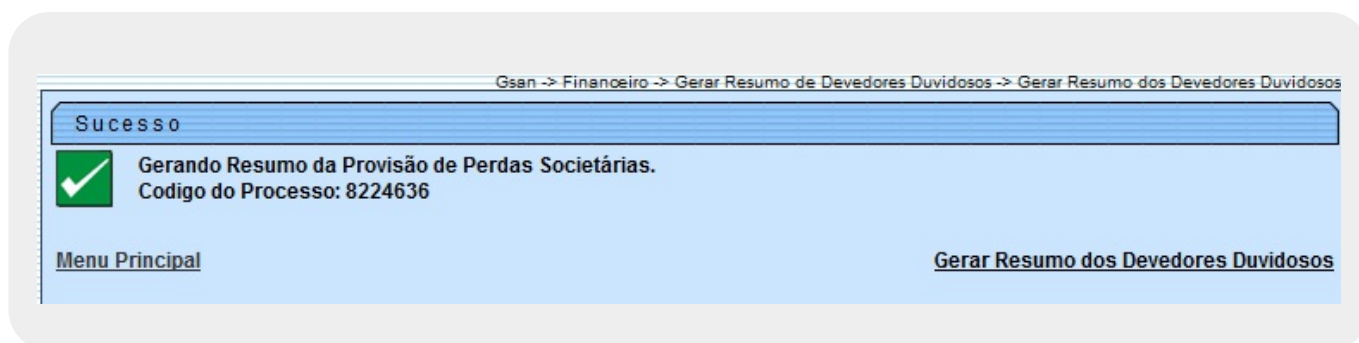 Gsan -> Financeiro -> Gerar Resumo de Devedores Duvidosos -> Gerar Resumo dos Devedores Duvidosos
Sucesso
Gerando Resumo da Provisão de Perdas Societárias.
Codigo do Processo: 8224636
Menu Principal
Gerar Resumo dos Devedores Duvidosos